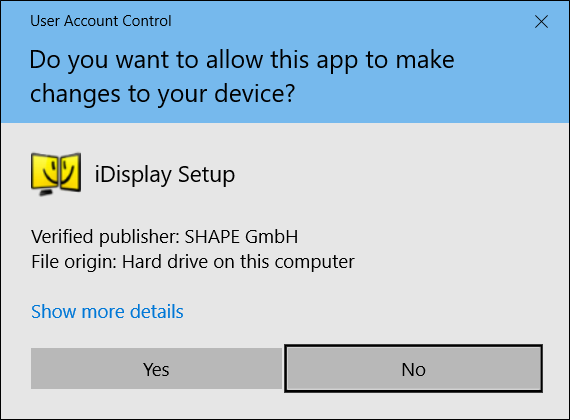 User Account Control
Do you want to allow this app to make
changes to your device?
iDisplay Setup
Verified publisher: SHAPE GmbH
File origin: Hard drive on this computer
Show more details
Yes
No